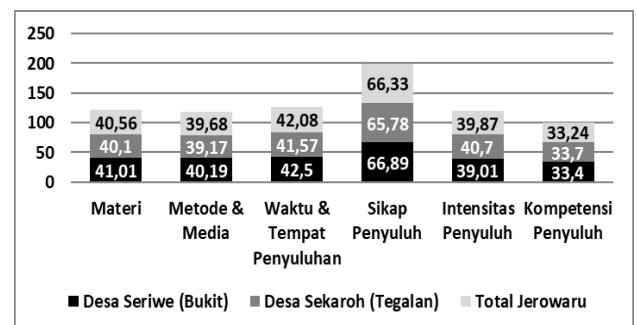 250
200
150
100
50
0
66,33
40,56 39,68 42,08 39,87 33,24
40,1 39,17 41,57 65,78 40,7 33,7
41,01 40,19 42,5 66,89 39,01 33,4
Materi Metode & Waktu & Sikap Intensitas Kompetensi
Media Tempat Penyuluh Penyuluh Penyuluh
Penyuluhan
Desa Seriwe (Bukit) Desa Sekaroh (Tegalan) Total Jerowaru